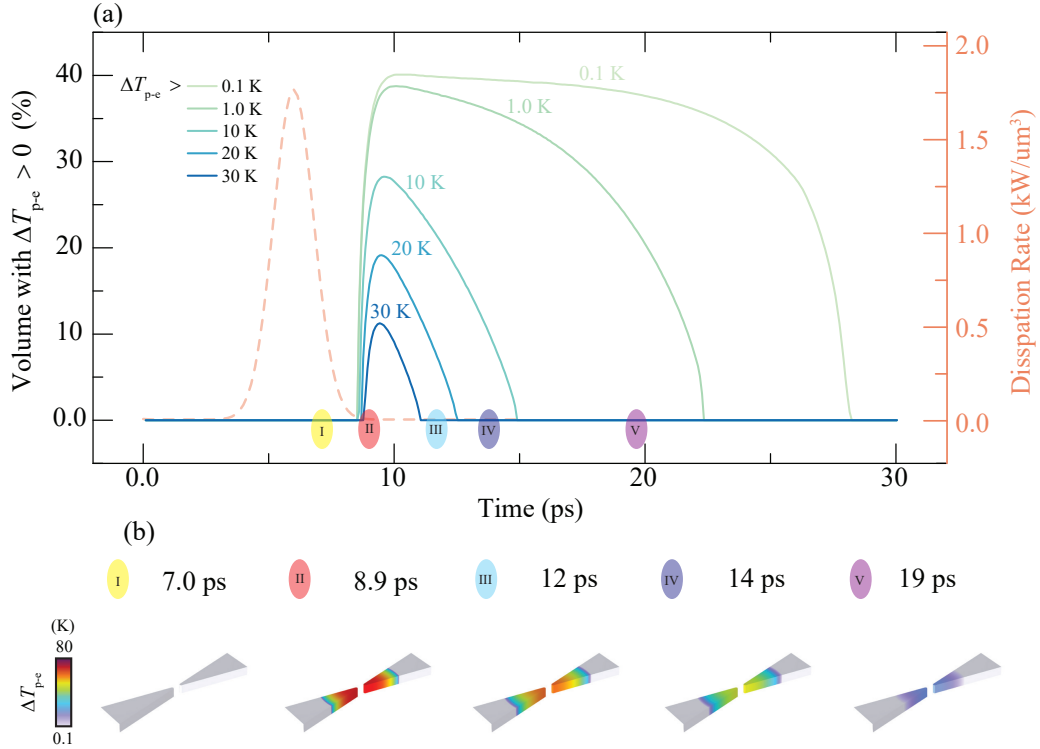 (a)
ΔTp-e >
0.1 K
1.0 K
10 K
20 K
30 K
0.1 K
1.0 K
10 K
20 K
30 K
Volume with ΔTp-e > 0 (%)
40
30
20
10
0.0
Disspation Rate (kW/um³)
2.0
1.5
1.0
0.5
0.0
I
II
III
IV
V
0.0
10
20
30
Time (ps)
(b)
I 7.0 ps
II 8.9 ps
III 12 ps
IV 14 ps
V 19 ps
(K)
80
ΔTp-e
0.1